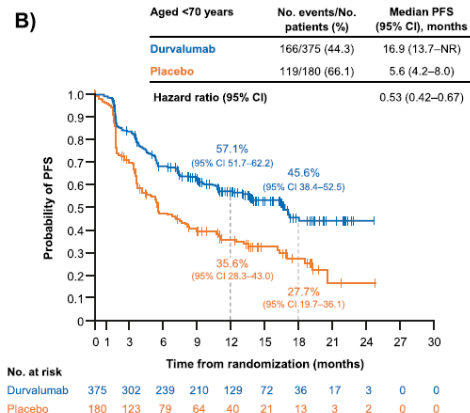 B)
Aged <70 years No. events/No. patients (%) Median PFS (95% CI), months
Durvalumab 166/375 (44.3) 16.9 (13.7–NR)
Placebo 119/180 (66.1) 5.6 (4.2–8.0)
Hazard ratio (95% CI) 0.53 (0.42–0.67)
Probability of PFS
1.0
0.9
0.8
0.7
0.6
0.5
0.4
0.3
0.2
0.1
0
57.1%
(95% CI 51.7–62.2)
45.6%
(95% CI 38.4–52.5)
35.6%
(95% CI 28.3–43.0)
27.7%
(95% CI 19.7–36.1)
0 1 3 6 9 12 15 18 21 24 27 30
Time from randomization (months)
No. at risk
Durvalumab 375 302 239 210 129 72 36 17 3 0 0
Placebo 180 123 79 64 40 21 13 3 2 0 0